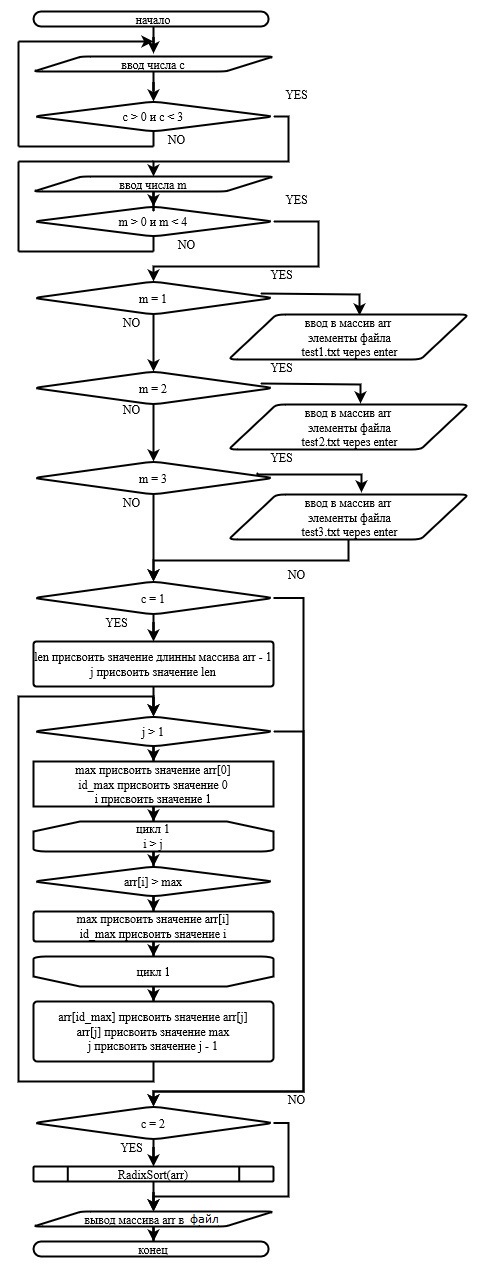 начало
ввод числа c
YES
c > 0 и c < 3
NO
ввод числа m
YES
m > 0 и m < 4
NO
YES
m = 1
NO
ввод в массив arr
элементы файла
test1.txt через enter
YES
m = 2
NO
ввод в массив arr
элементы файла
test2.txt через enter
YES
m = 3
NO
ввод в массив arr
элементы файла
test3.txt через enter
NO
c = 1
YES
len присвоить значение длинны массива arr - 1
j присвоить значение len
j > 1
max присвоить значение arr[0]
id_max присвоить значение 0
i присвоить значение 1
цикл 1
i > j
arr[i] > max
max присвоить значение arr[i]
id_max присвоить значение i
цикл 1
arr[id_max] присвоить значение arr[j]
arr[j] присвоить значение max
j присвоить значение j - 1
NO
c = 2
YES
RadixSort(arr)
вывод массива arr в файл
конец